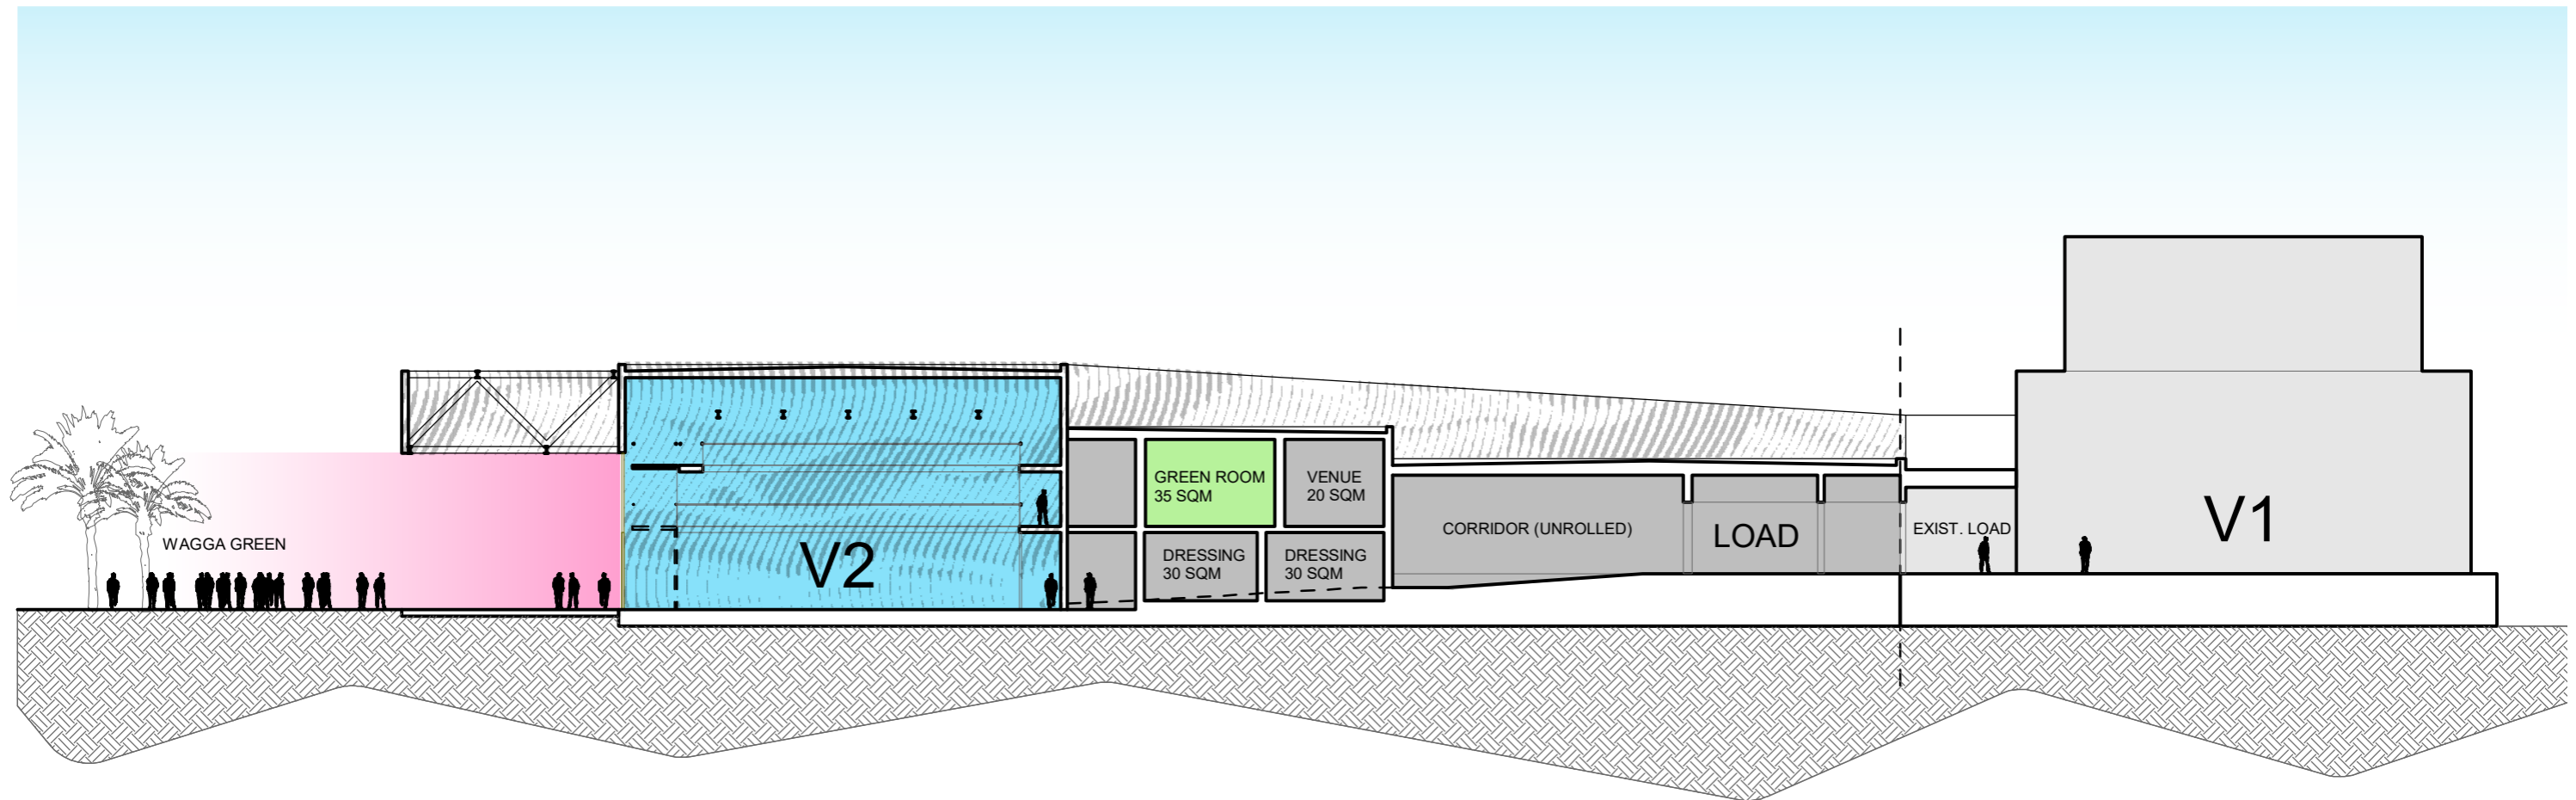 WAGGA GREEN
V2
GREEN ROOM
35 SQM
VENUE
20 SQM
DRESSING
30 SQM
DRESSING
30 SQM
CORRIDOR (UNROLLED)
LOAD
EXIST. LOAD
V1